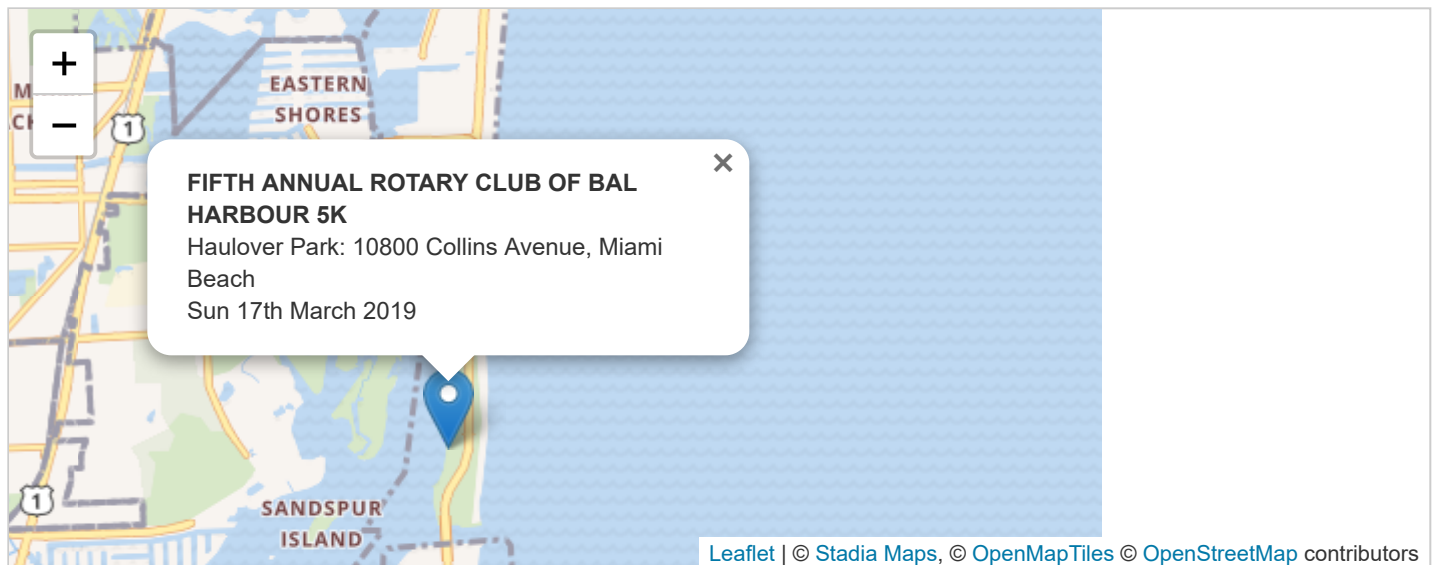 +
−
EASTERN
SHORES
M
1
×
FIFTH ANNUAL ROTARY CLUB OF BAL
HARBOUR 5K
Haulover Park: 10800 Collins Avenue, Miami
Beach
Sun 17th March 2019
1
SANDSPUR
ISLAND
Leaflet | © Stadia Maps, © OpenMapTiles © OpenStreetMap contributors